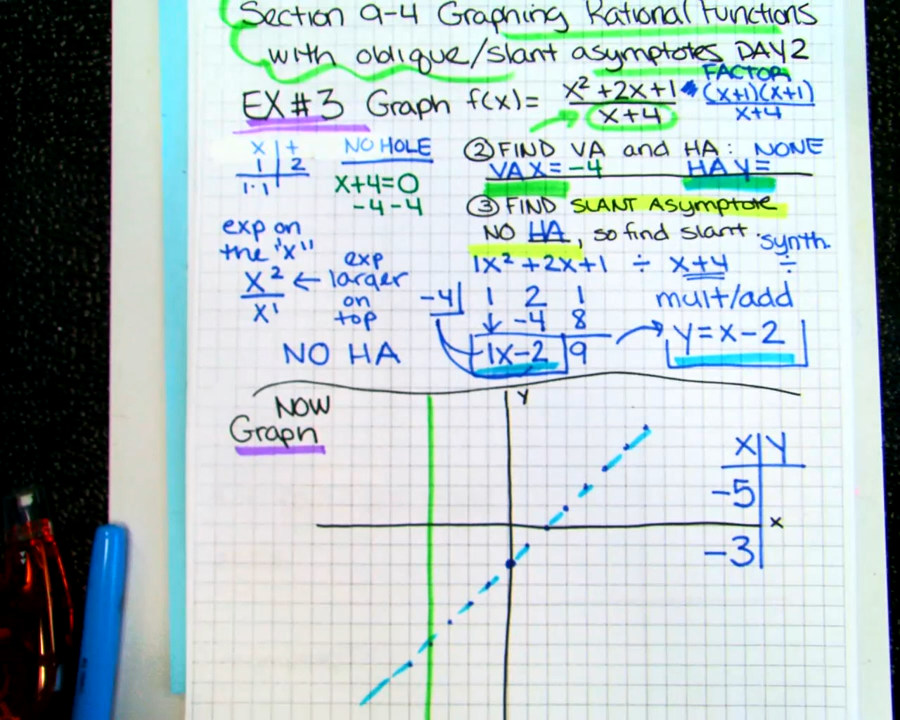 Section 9-4 Graphing Rational Functions
with oblique/slant asymptotes DAY 2
EX #3 Graph f(x) = x² + 2x + 1 / x + 4
FACTOR
(x+1)(x+1) / x+4
x | +
1 | 2
1·1
NO HOLE
x+4=0
-4 -4
② FIND VA and HA: NONE
VA X = -4 HA Y =
③ FIND SLANT Asymptote
NO HA, so find slant.
exp on
the "x"
x² / x¹ ← exp larger on top
NO HA
1x² + 2x + 1 ÷ x+4
synth.
÷
-4 | 1 2 1
↓ -4 8
1x - 2 | 9
mult/add
→ y = x - 2
NOW
Graph
Y
x
X | Y
-5
-3